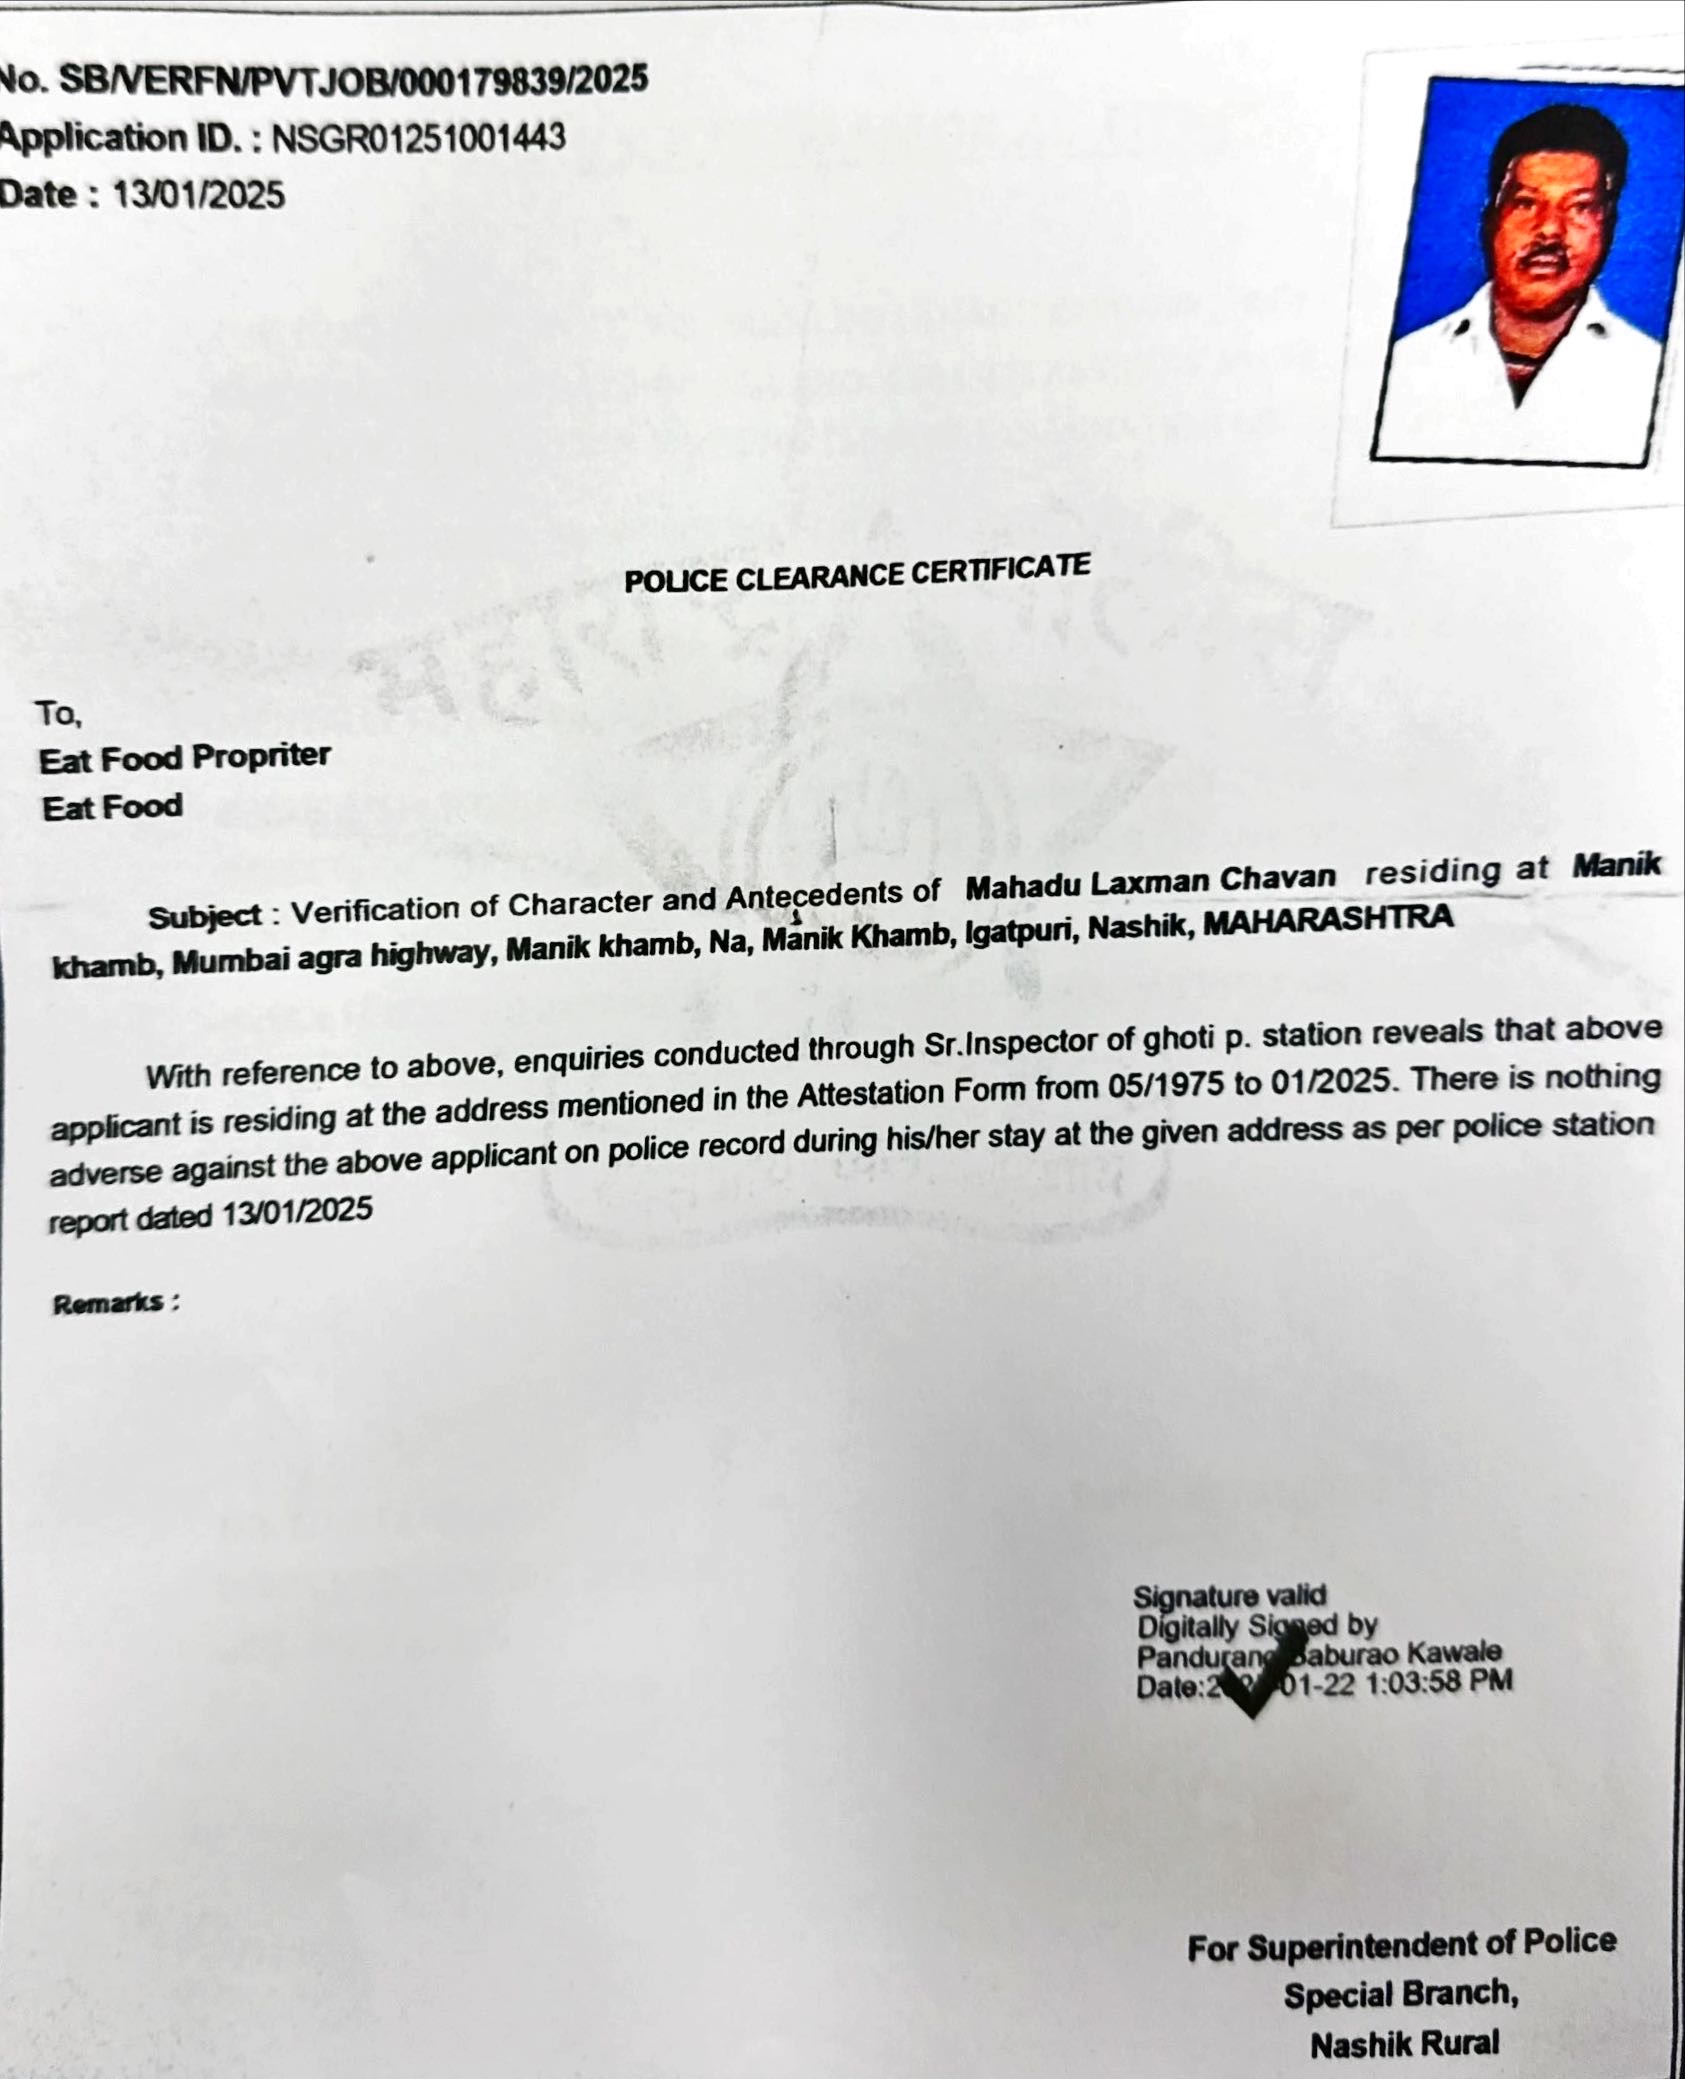 No. SB/VERFN/PVTJOB/000179839/2025
Application ID. : NSGR01251001443
Date : 13/01/2025
POLICE CLEARANCE CERTIFICATE
To,
Eat Food Propriter
Eat Food
Subject : Verification of Character and Antecedents of Mahadu Laxman Chavan residing at Manik
khamb, Mumbai agra highway, Manik khamb, Na, Manik Khamb, Igatpuri, Nashik, MAHARASHTRA
With reference to above, enquiries conducted through Sr.Inspector of ghoti p. station reveals that above
applicant is residing at the address mentioned in the Attestation Form from 05/1975 to 01/2025. There is nothing
adverse against the above applicant on police record during his/her stay at the given address as per police station
report dated 13/01/2025
Remarks :
Signature valid
Digitally Signed by
Pandurang Baburao Kawale
01-22 1:03:58 PM
For Superintendent of Police
Special Branch,
Nashik Rural